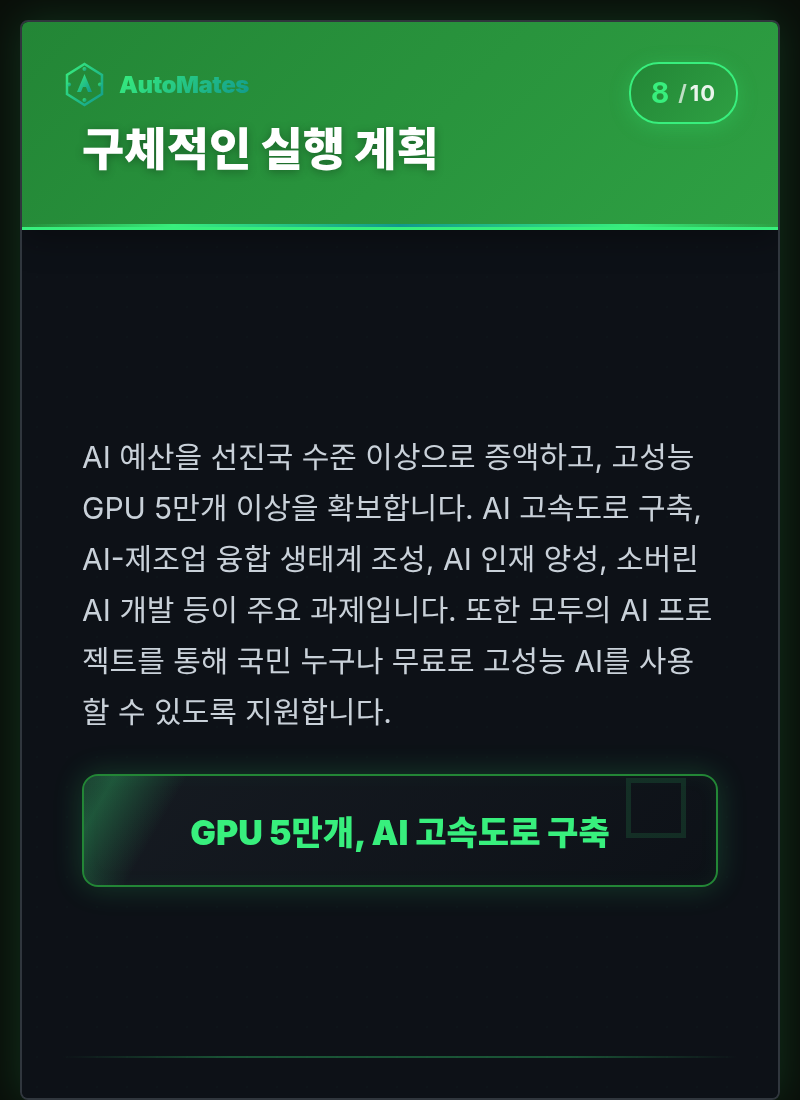 AutoMates
8 /10
구체적인 실행 계획
AI 예산을 선진국 수준 이상으로 증액하고, 고성능
GPU 5만개 이상을 확보합니다. AI 고속도로 구축,
AI-제조업 융합 생태계 조성, AI 인재 양성, 소버린
AI 개발 등이 주요 과제입니다. 또한 모두의 AI 프로
젝트를 통해 국민 누구나 무료로 고성능 AI를 사용
할 수 있도록 지원합니다.
GPU 5만개, AI 고속도로 구축